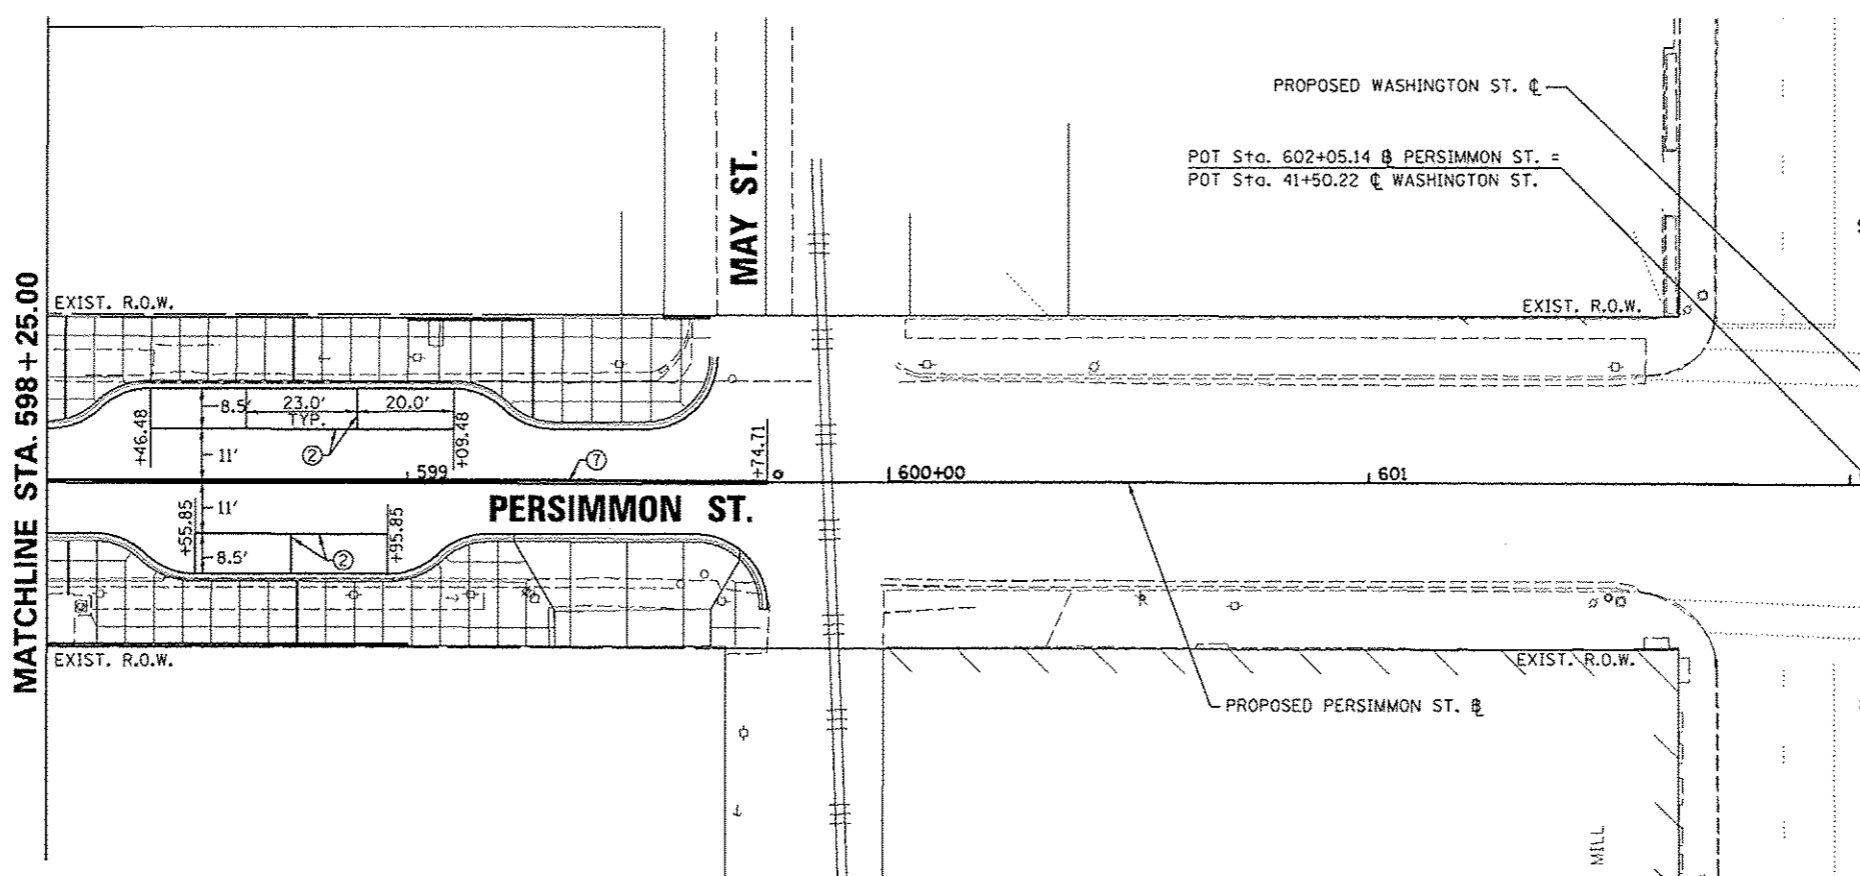 PROPOSED WASHINGTON ST. ℄
POT Sta. 602+05.14 ₿ PERSIMMON ST. =
POT Sta. 41+50.22 ℄ WASHINGTON ST.
MAY ST.
MATCHLINE STA. 598+25.00
EXIST. R.O.W.
EXIST. R.O.W.
8.5'
23.0'
TYP.
20.0'
+46.48
11'
2
+09.48
+74.71
599
7
600+00
601
PERSIMMON ST.
+55.85
11'
8.5'
2
+95.85
EXIST. R.O.W.
EXIST. R.O.W.
PROPOSED PERSIMMON ST. ₿
MILL